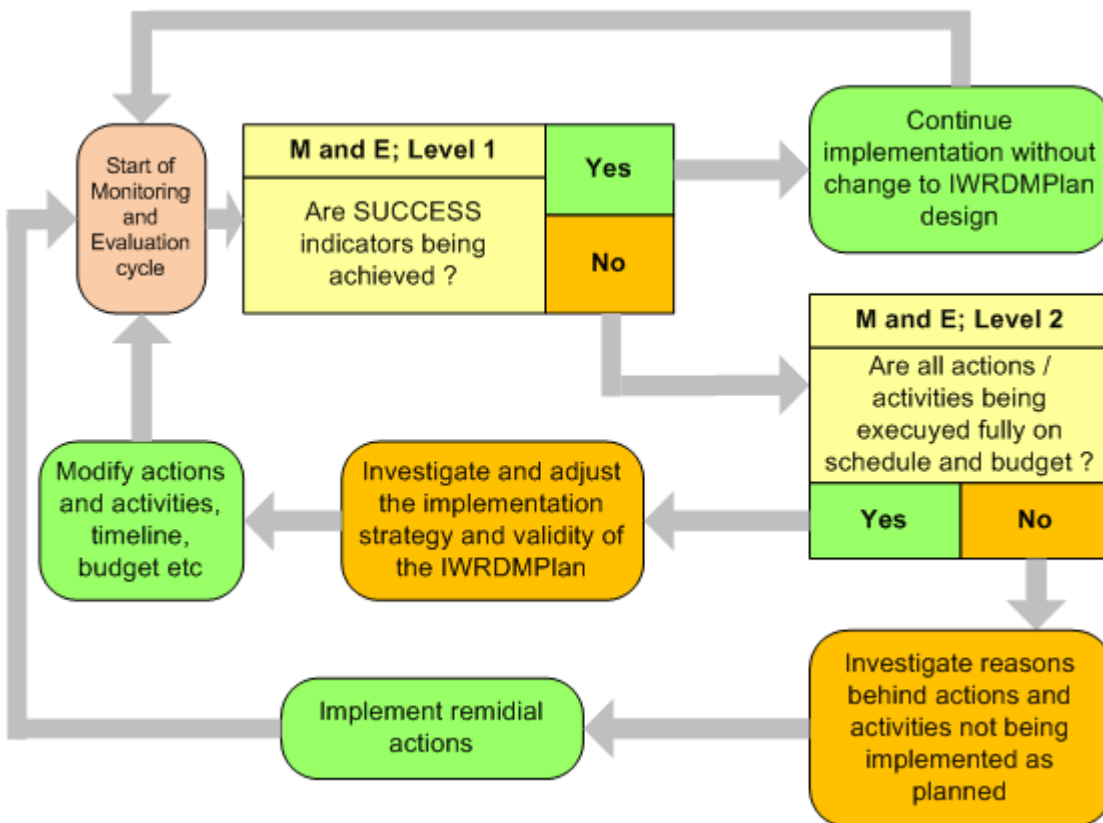 Start of
Monitoring
and
Evaluation
cycle
M and E; Level 1
Are SUCCESS
indicators being
achieved ?
Yes
No
Continue
implementation without
change to IWRDMPlan
design
M and E; Level 2
Are all actions /
activities being
execuyed fully on
schedule and budget ?
Yes
No
Modify actions
and activities,
timeline,
budget etc
Investigate and adjust
the implementation
strategy and validity of
the IWRDMPlan
Implement remidial
actions
Investigate reasons
behind actions and
activities not being
implemented as
planned